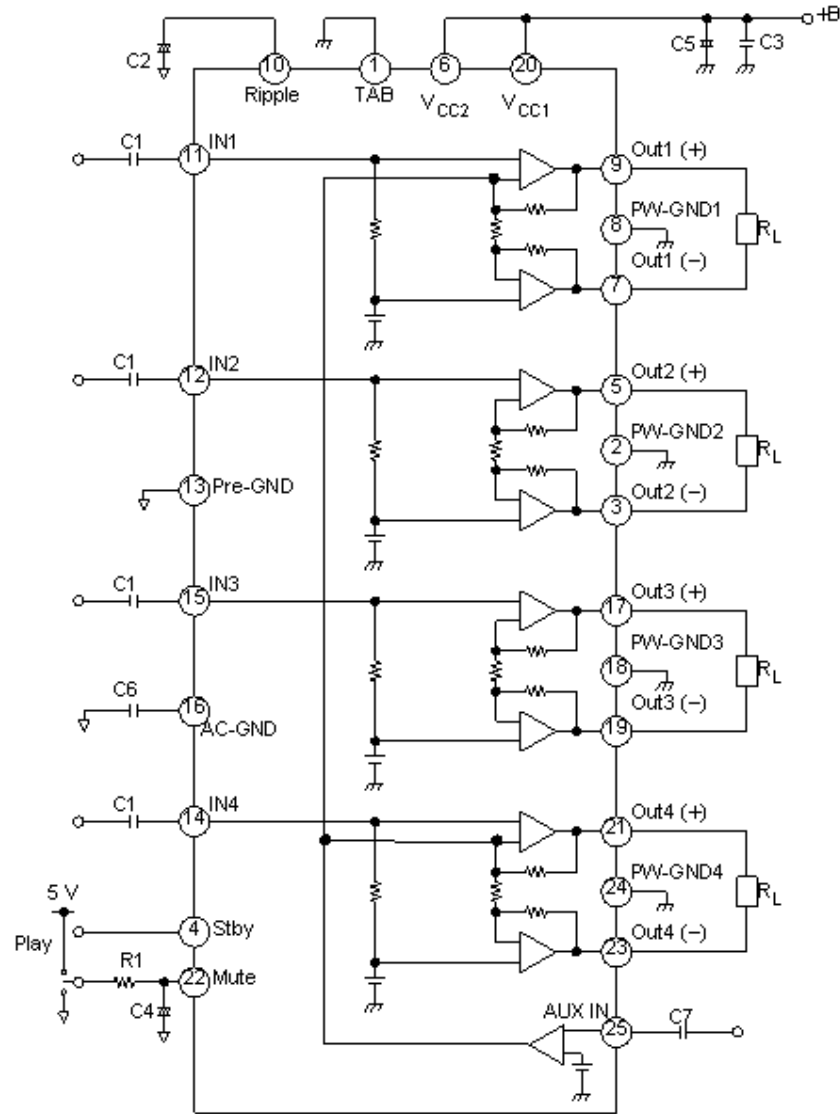 +B
C2
C5
C3
10
1
6
20
Ripple
TAB
VCC2
VCC1
C1
11
IN1
Out1 (+)
9
PW-GND1
8
RL
Out1 (−)
7
C1
12
IN2
Out2 (+)
5
PW-GND2
2
RL
13
Pre-GND
Out2 (−)
3
C1
15
IN3
Out3 (+)
17
PW-GND3
18
RL
C6
16
AC-GND
Out3 (−)
19
C1
14
IN4
Out4 (+)
21
PW-GND4
24
RL
5 V
Play
4
Stby
Out4 (−)
23
R1
22
Mute
C4
AUX IN
25
C7